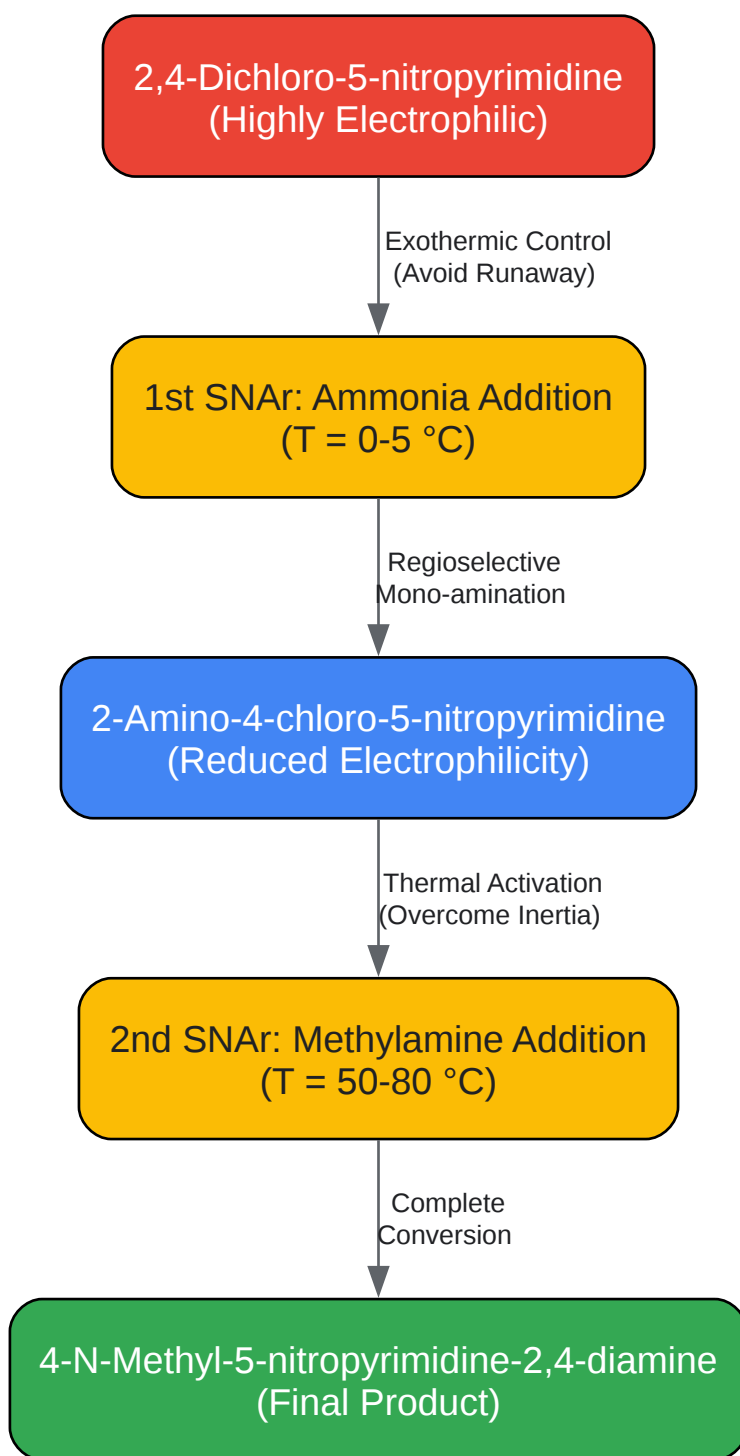 2,4-Dichloro-5-nitropyrimidine
(Highly Electrophilic)
Exothermic Control
(Avoid Runaway)
1st SNAr: Ammonia Addition
(T = 0-5 °C)
Regioselective
Mono-amination
2-Amino-4-chloro-5-nitropyrimidine
(Reduced Electrophilicity)
Thermal Activation
(Overcome Inertia)
2nd SNAr: Methylamine Addition
(T = 50-80 °C)
Complete
Conversion
4-N-Methyl-5-nitropyrimidine-2,4-diamine
(Final Product)